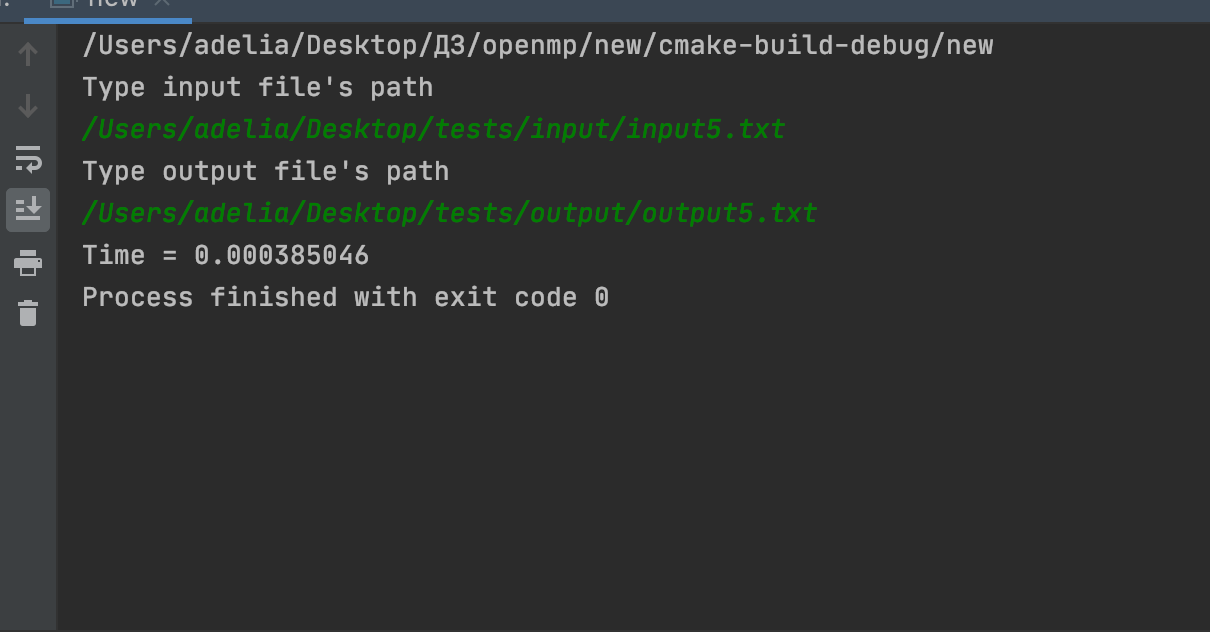 new
/Users/adelia/Desktop/ДЗ/openmp/new/cmake-build-debug/new
Type input file's path
/Users/adelia/Desktop/tests/input/input5.txt
Type output file's path
/Users/adelia/Desktop/tests/output/output5.txt
Time = 0.000385046
Process finished with exit code 0